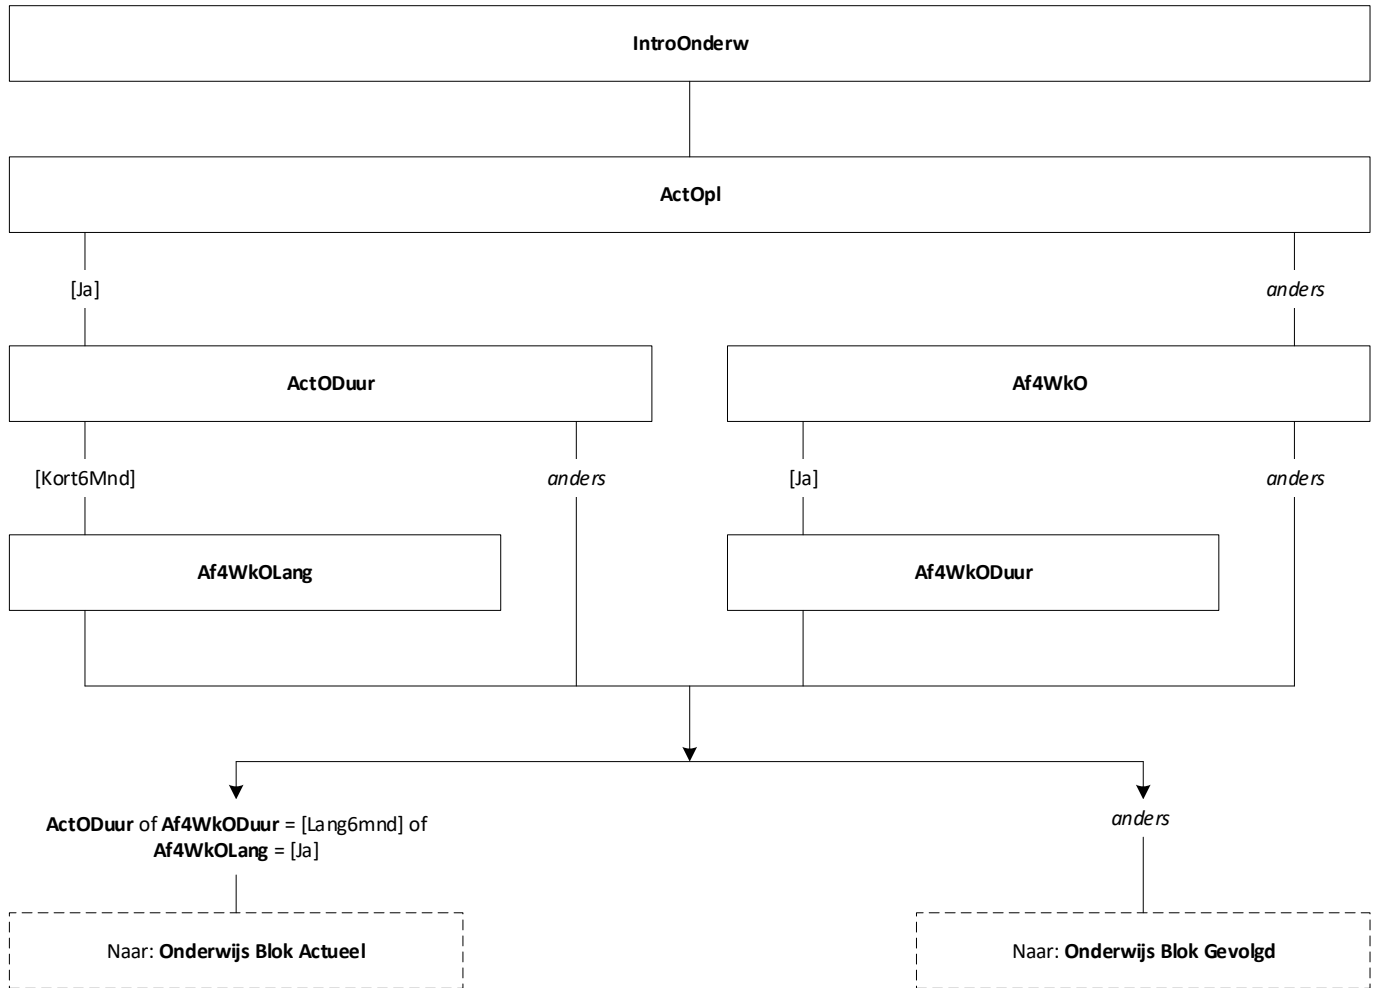 IntroOnderw
ActOpl
[Ja]
anders
ActODuur
Af4WkO
[Kort6Mnd]
anders
[Ja]
anders
Af4WkOLang
Af4WkODuur
ActODuur of Af4WkODuur = [Lang6mnd] of
Af4WkOLang = [Ja]
anders
Naar: Onderwijs Blok Actueel
Naar: Onderwijs Blok Gevolgd